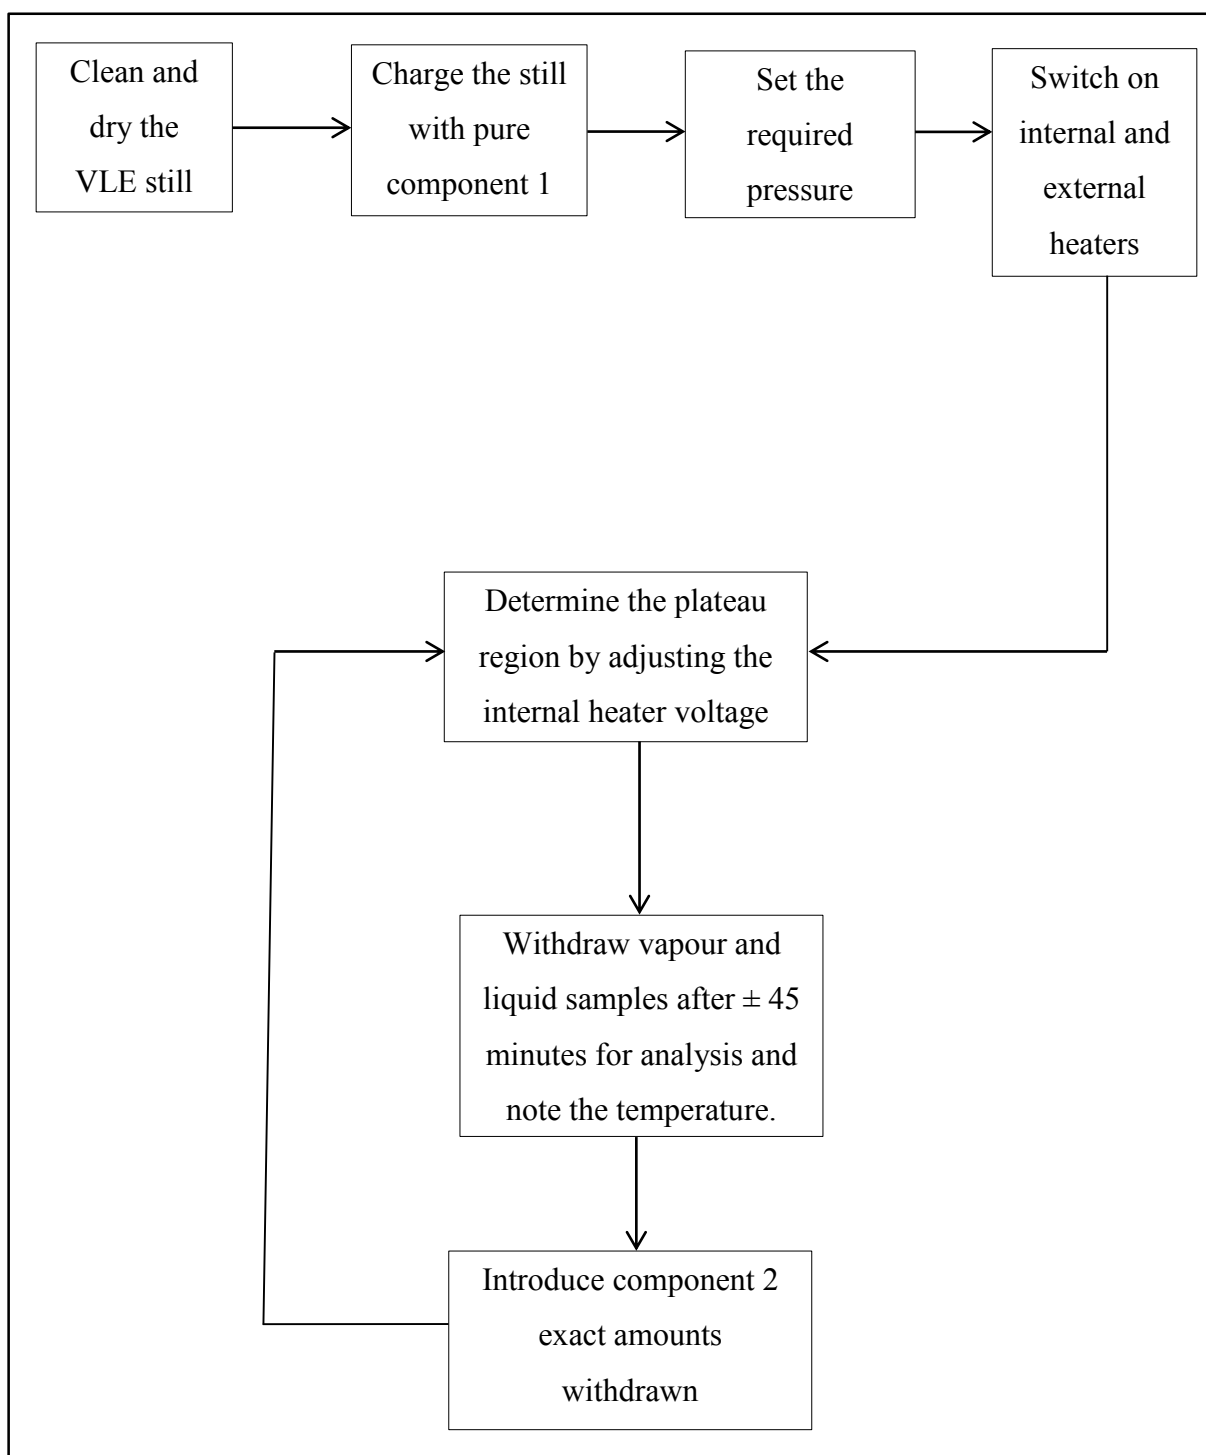 Clean and
dry the
VLE still
Charge the still
with pure
component 1
Set the
required
pressure
Switch on
internal and
external
heaters
Determine the plateau
region by adjusting the
internal heater voltage
Withdraw vapour and
liquid samples after ± 45
minutes for analysis and
note the temperature.
Introduce component 2
exact amounts
withdrawn